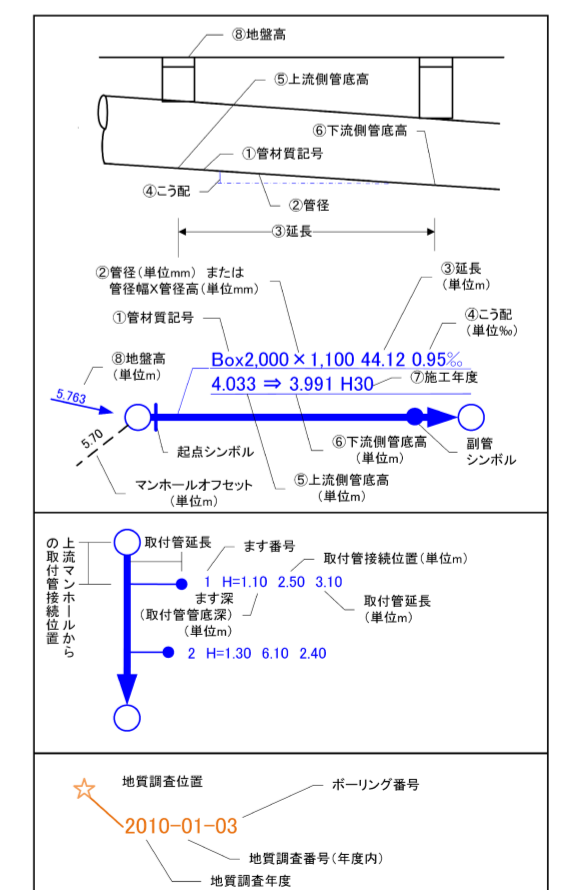 ⑧地盤高
⑤上流側管底高
⑥下流側管底高
①管材質記号
④こう配
②管径
③延長
②管径(単位mm) または
管径幅X管径高(単位mm)
③延長
(単位m)
①管材質記号
④こう配
(単位‰)
⑧地盤高
(単位m)
Box2,000×1,100 44.12 0.95‰
4.033 ⇒ 3.991 H30
⑦施工年度
5.763
5.70
起点シンボル
⑥下流側管底高
(単位m)
副管
シンボル
マンホールオフセット
(単位m)
⑤上流側管底高
(単位m)
上流マンホールから
の取付管接続位置
取付管延長
ます番号
取付管接続位置(単位m)
1 H=1.10 2.50 3.10
ます深
(取付管管底深)
(単位m)
取付管延長
(単位m)
2 H=1.30 6.10 2.40
地質調査位置
ボーリング番号
2010-01-03
地質調査番号(年度内)
地質調査年度